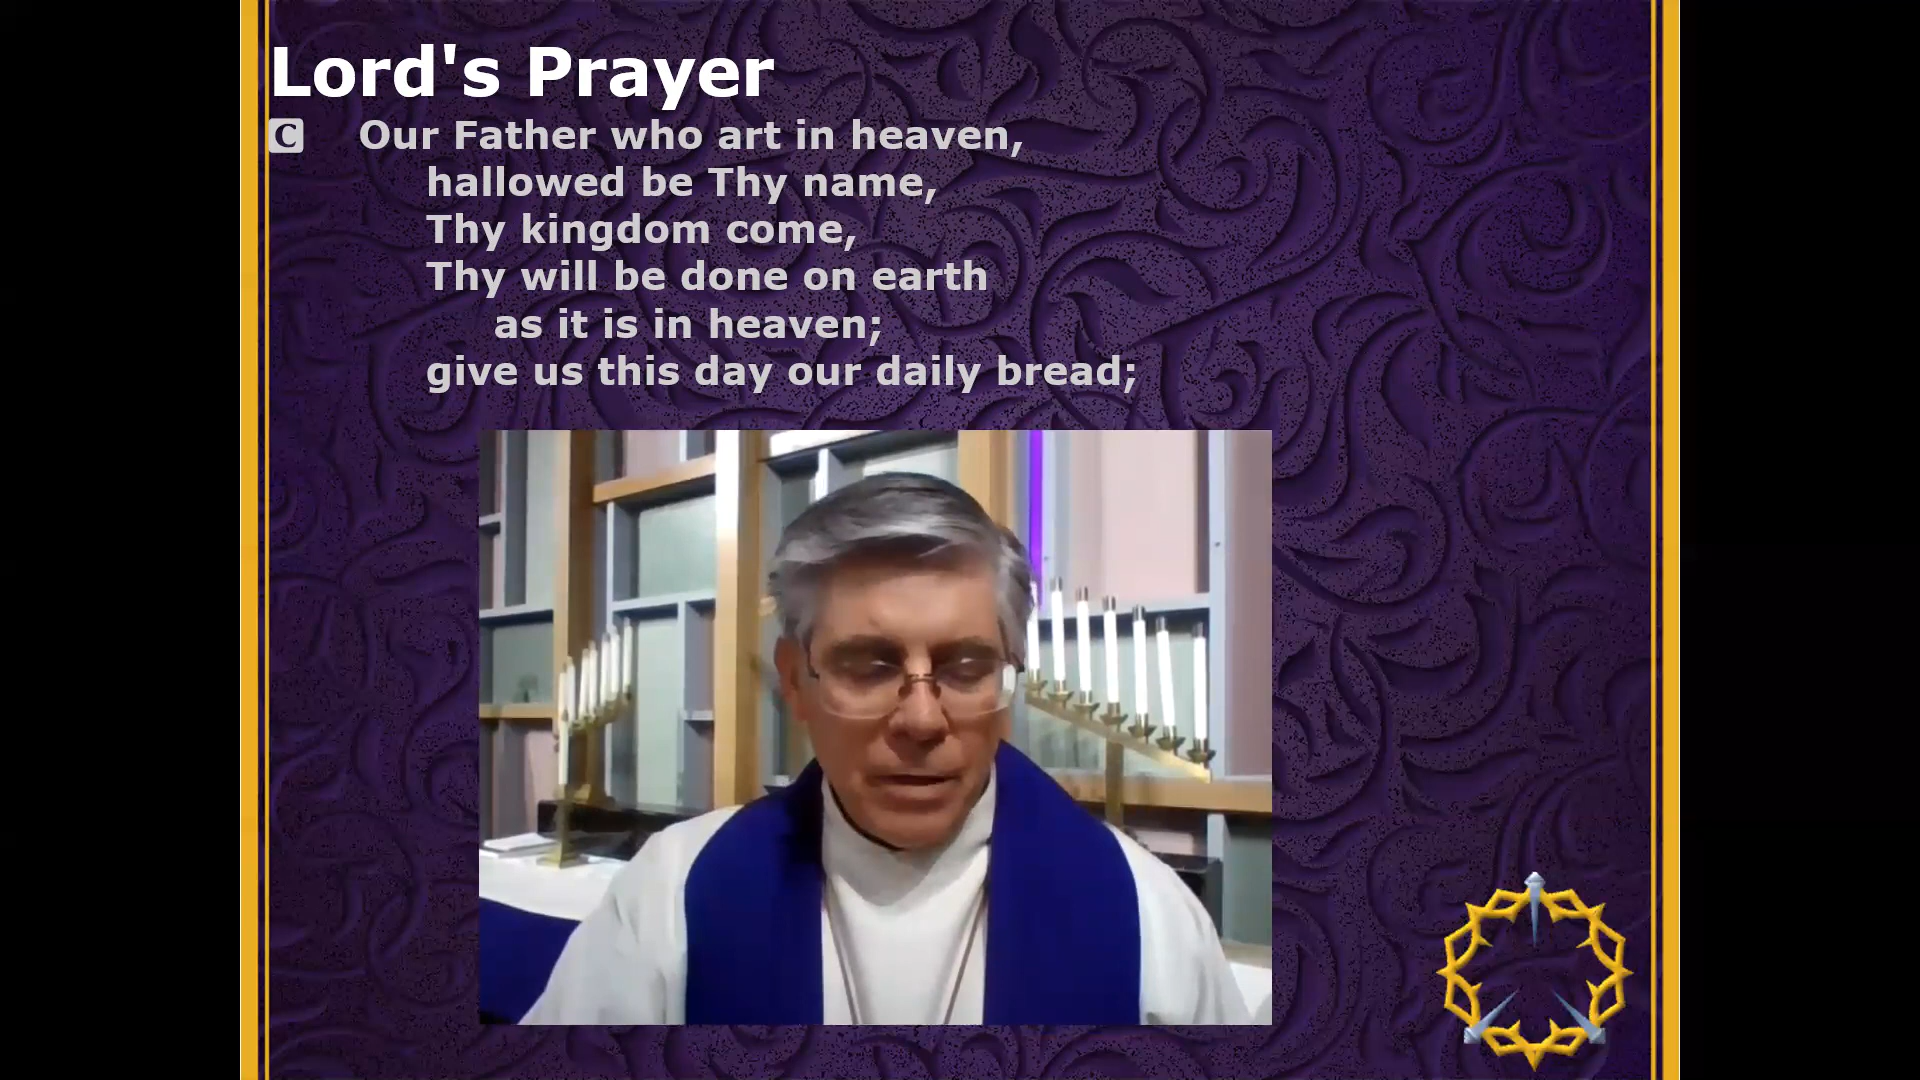 Lord's Prayer
C Our Father who art in heaven,
hallowed be Thy name,
Thy kingdom come,
Thy will be done on earth
as it is in heaven;
give us this day our daily bread;